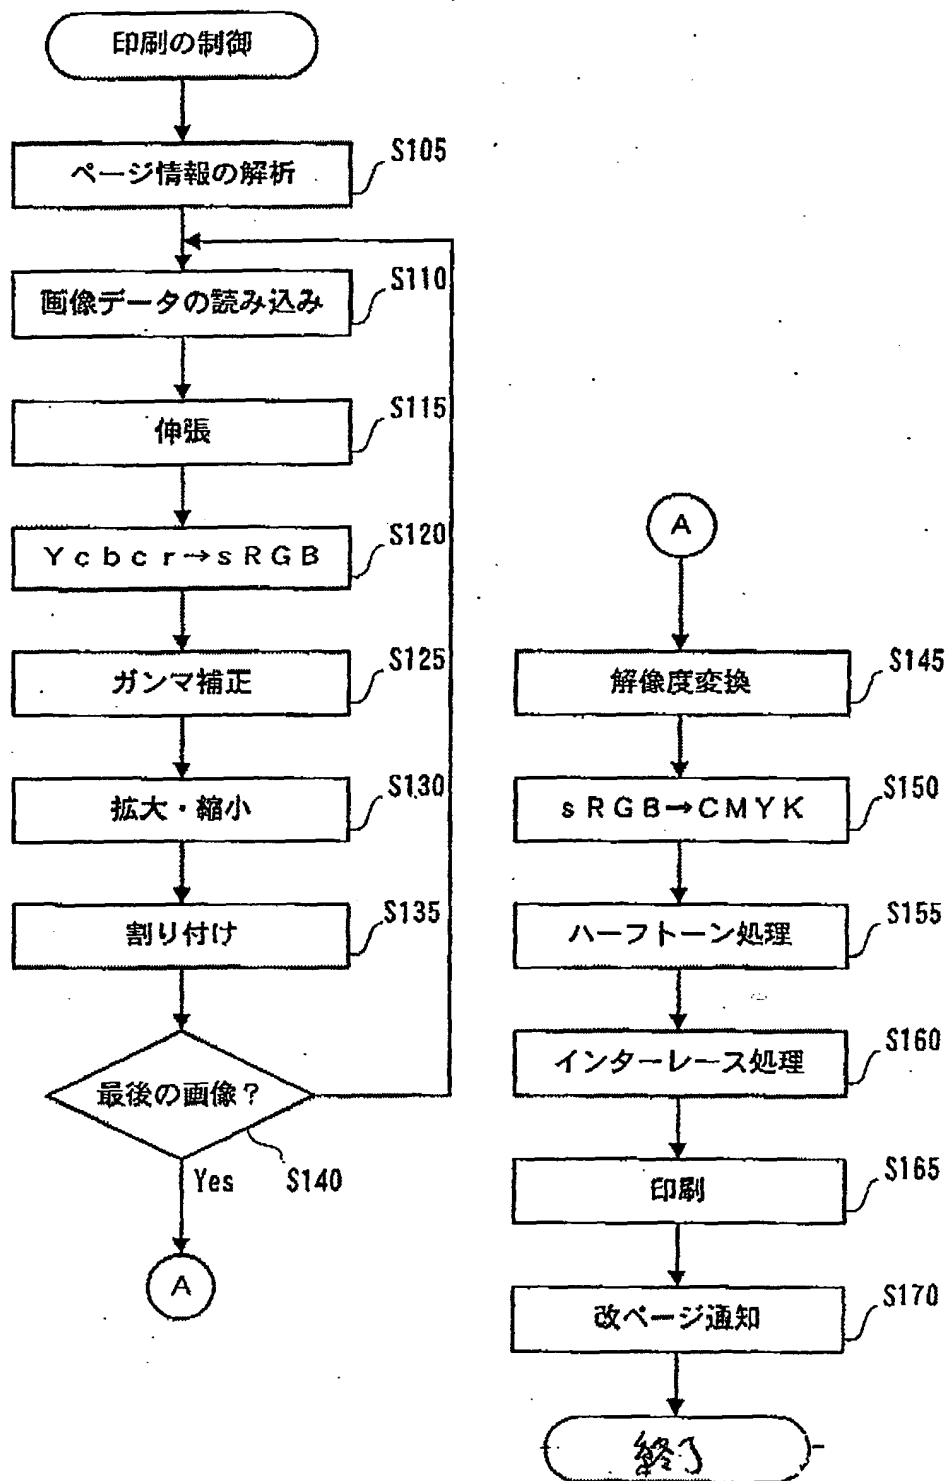 印刷の制御
ページ情報の解析
S105
画像データの読み込み
S110
伸張
S115
Ycbcr→sRGB
S120
ガンマ補正
S125
拡大・縮小
S130
割り付け
S135
最後の画像?
S140
Yes
A
A
解像度変換
S145
sRGB→CMYK
S150
ハーフトーン処理
S155
インターレース処理
S160
印刷
S165
改ページ通知
S170
終了